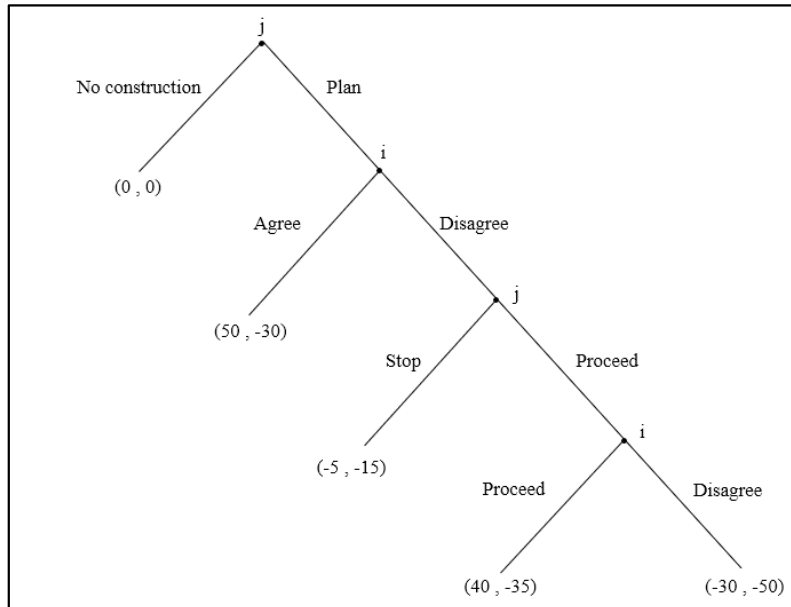 j
No construction
Plan
i
(0 , 0)
Agree
Disagree
j
(50 , -30)
Stop
Proceed
i
(-5 , -15)
Proceed
Disagree
(40 , -35)
(-30 , -50)